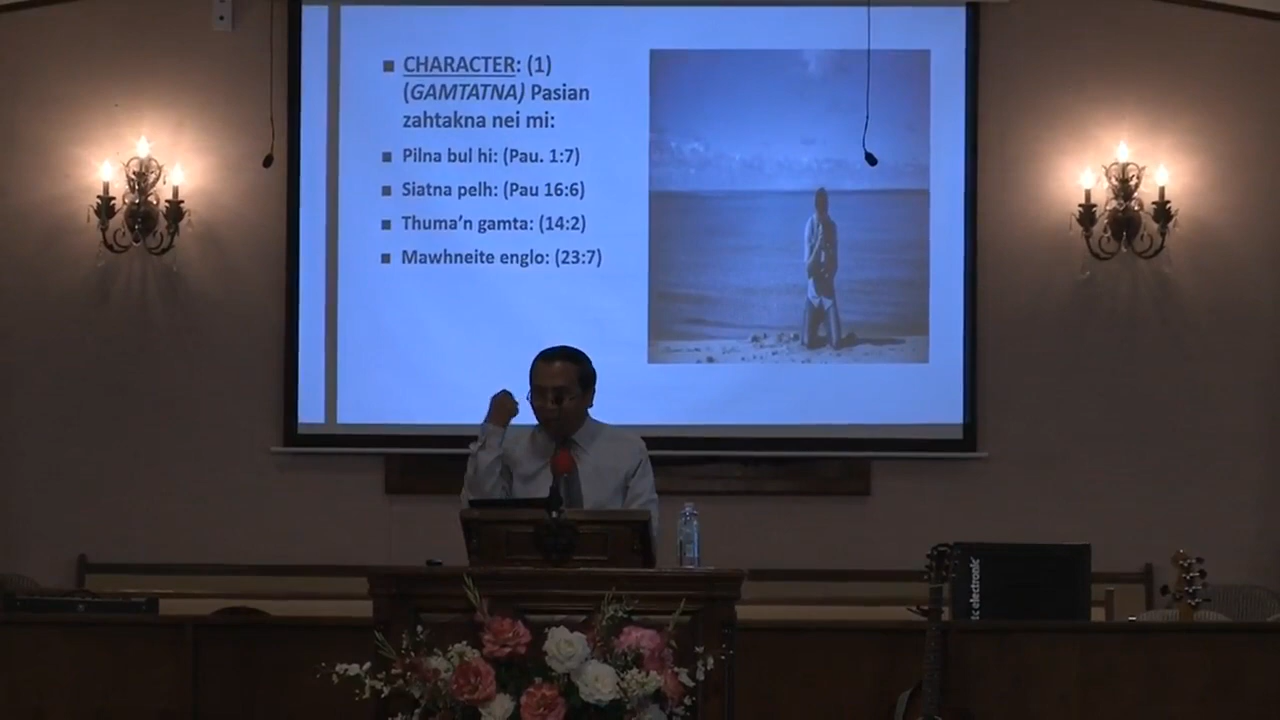 CHARACTER: (1)
(GAMTATNA) Pasian
zahtakna nei mi:
Pilna bul hi: (Pau. 1:7)
Siatna pelh: (Pau 16:6)
Thuma'n gamta: (14:2)
Mawhneite englo: (23:7)
tc electronic